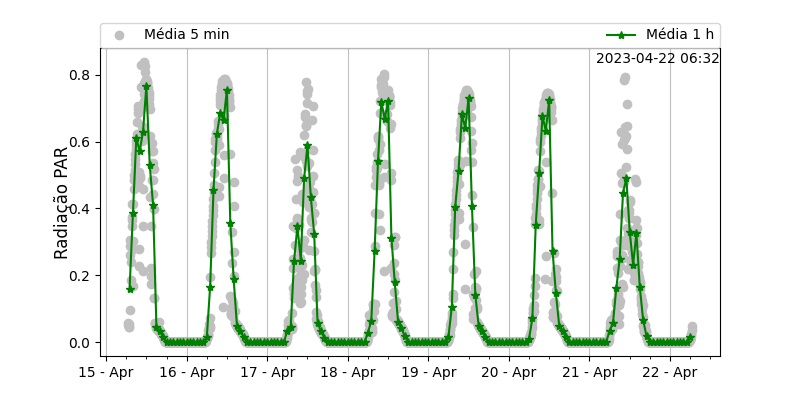 Média 5 min
Média 1 h
2023-04-22 06:32
0.8
0.6
0.4
0.2
0.0
Radiação PAR
15 - Apr
16 - Apr
17 - Apr
18 - Apr
19 - Apr
20 - Apr
21 - Apr
22 - Apr